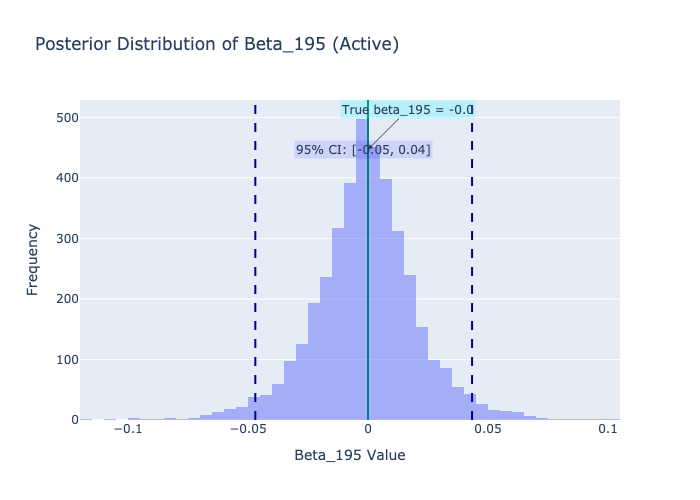 Posterior Distribution of Beta_195 (Active)
True beta_195 = -0.0
95% CI: [-0.05, 0.04]
500
400
300
200
100
0
Frequency
−0.1
−0.05
0
0.05
0.1
Beta_195 Value